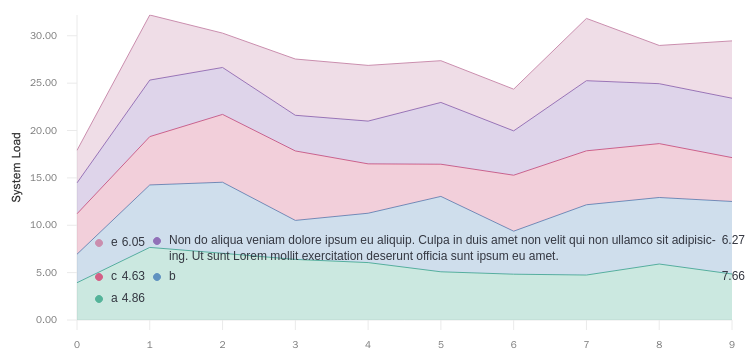 System Load
30.00
25.00
20.00
15.00
10.00
5.00
0.00
e 6.05 Non do aliqua veniam dolore ipsum eu aliquip. Culpa in duis amet non velit qui non ullamco sit adipisic- 6.27
ing. Ut sunt Lorem mollit exercitation deserunt officia sunt ipsum eu amet.
c 4.63 b 7.66
a 4.86
0 1 2 3 4 5 6 7 8 9